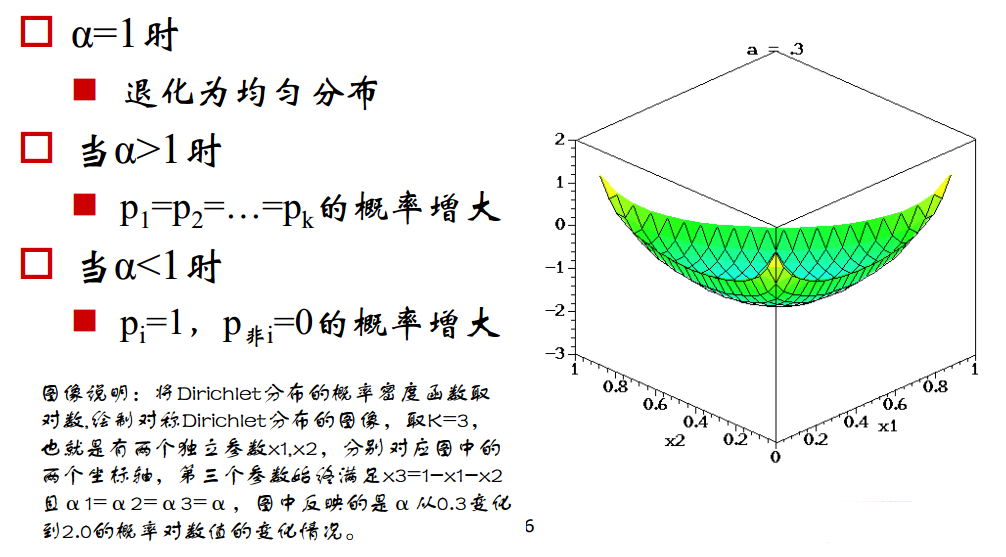 α=1时
退化为均匀分布
当α>1时
p1=p2=…=pk的概率增大
当α<1时
pi=1，p非i=0的概率增大
图像说明：将Dirichlet分布的概率密度函数取
对数,绘制对称Dirichlet分布的图像，取K=3，
也就是有两个独立参数x1,x2，分别对应图中的
两个坐标轴，第三个参数始终满足x3=1-x1-x2
且α1=α2=α3=α，图中反映的是α从0.3变化
到2.0的概率对数值的变化情况。
6
a = .3
2
1
0
-1
-2
-3
1
0.8
0.6
0.4
0.2
0
x2
0.2
0.4
0.6
0.8
1
x1